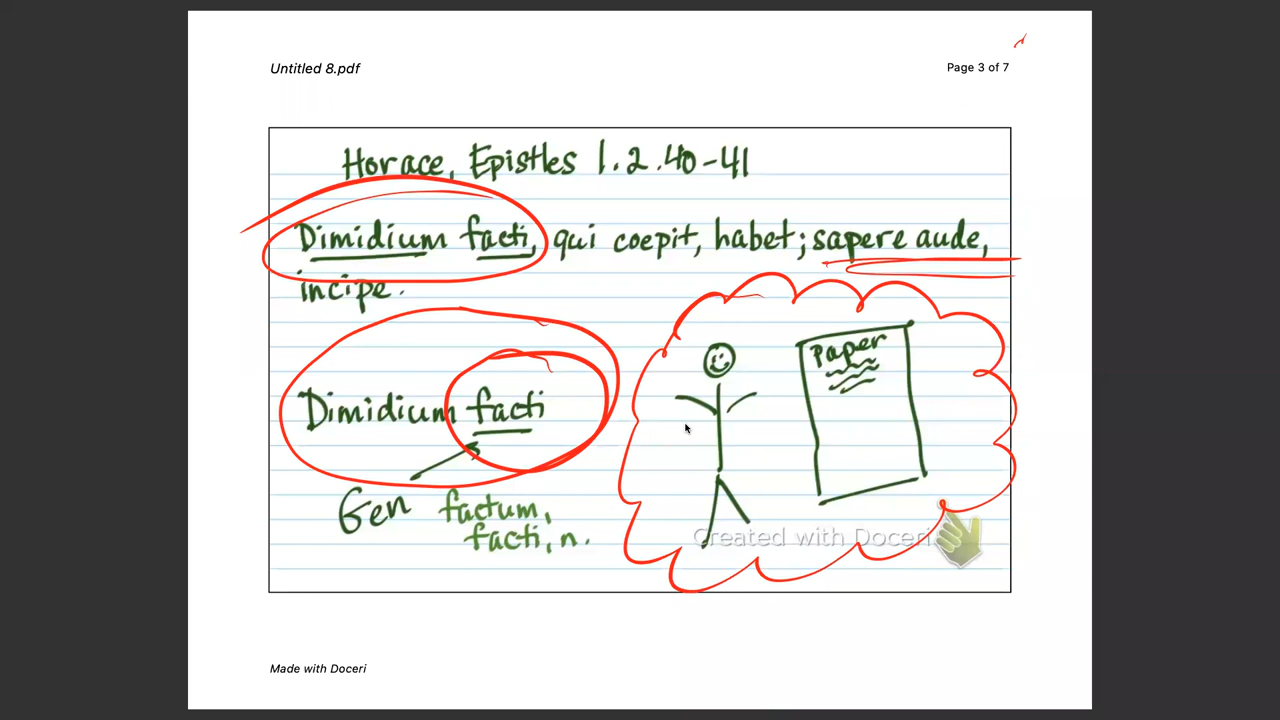 Untitled 8.pdf
Page 3 of 7
Horace, Epistles 1.2.40-41
Dimidium facti, qui coepit, habet; sapere aude,
incipe.
Dimidium facti
Gen factum,
facti, n.
Paper
Created with Doceri
Made with Doceri